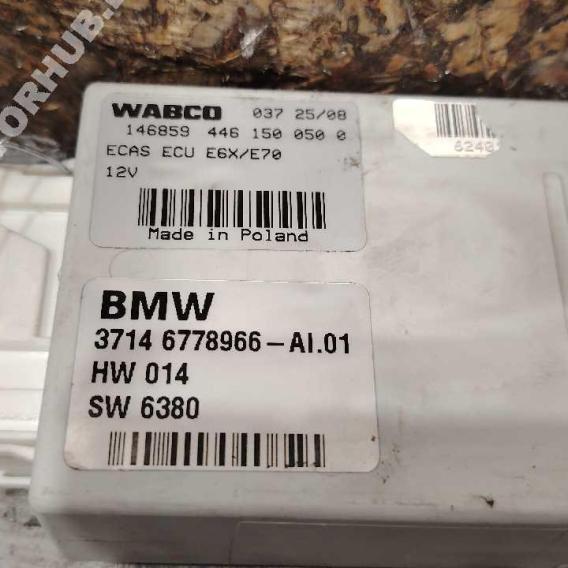 WABCO 037 25/08
146859 446 150 050 0
ECAS ECU E6X/E70
12V
Made in Poland
6240
BMW
3714 6778966-AI.01
HW 014
SW 6380